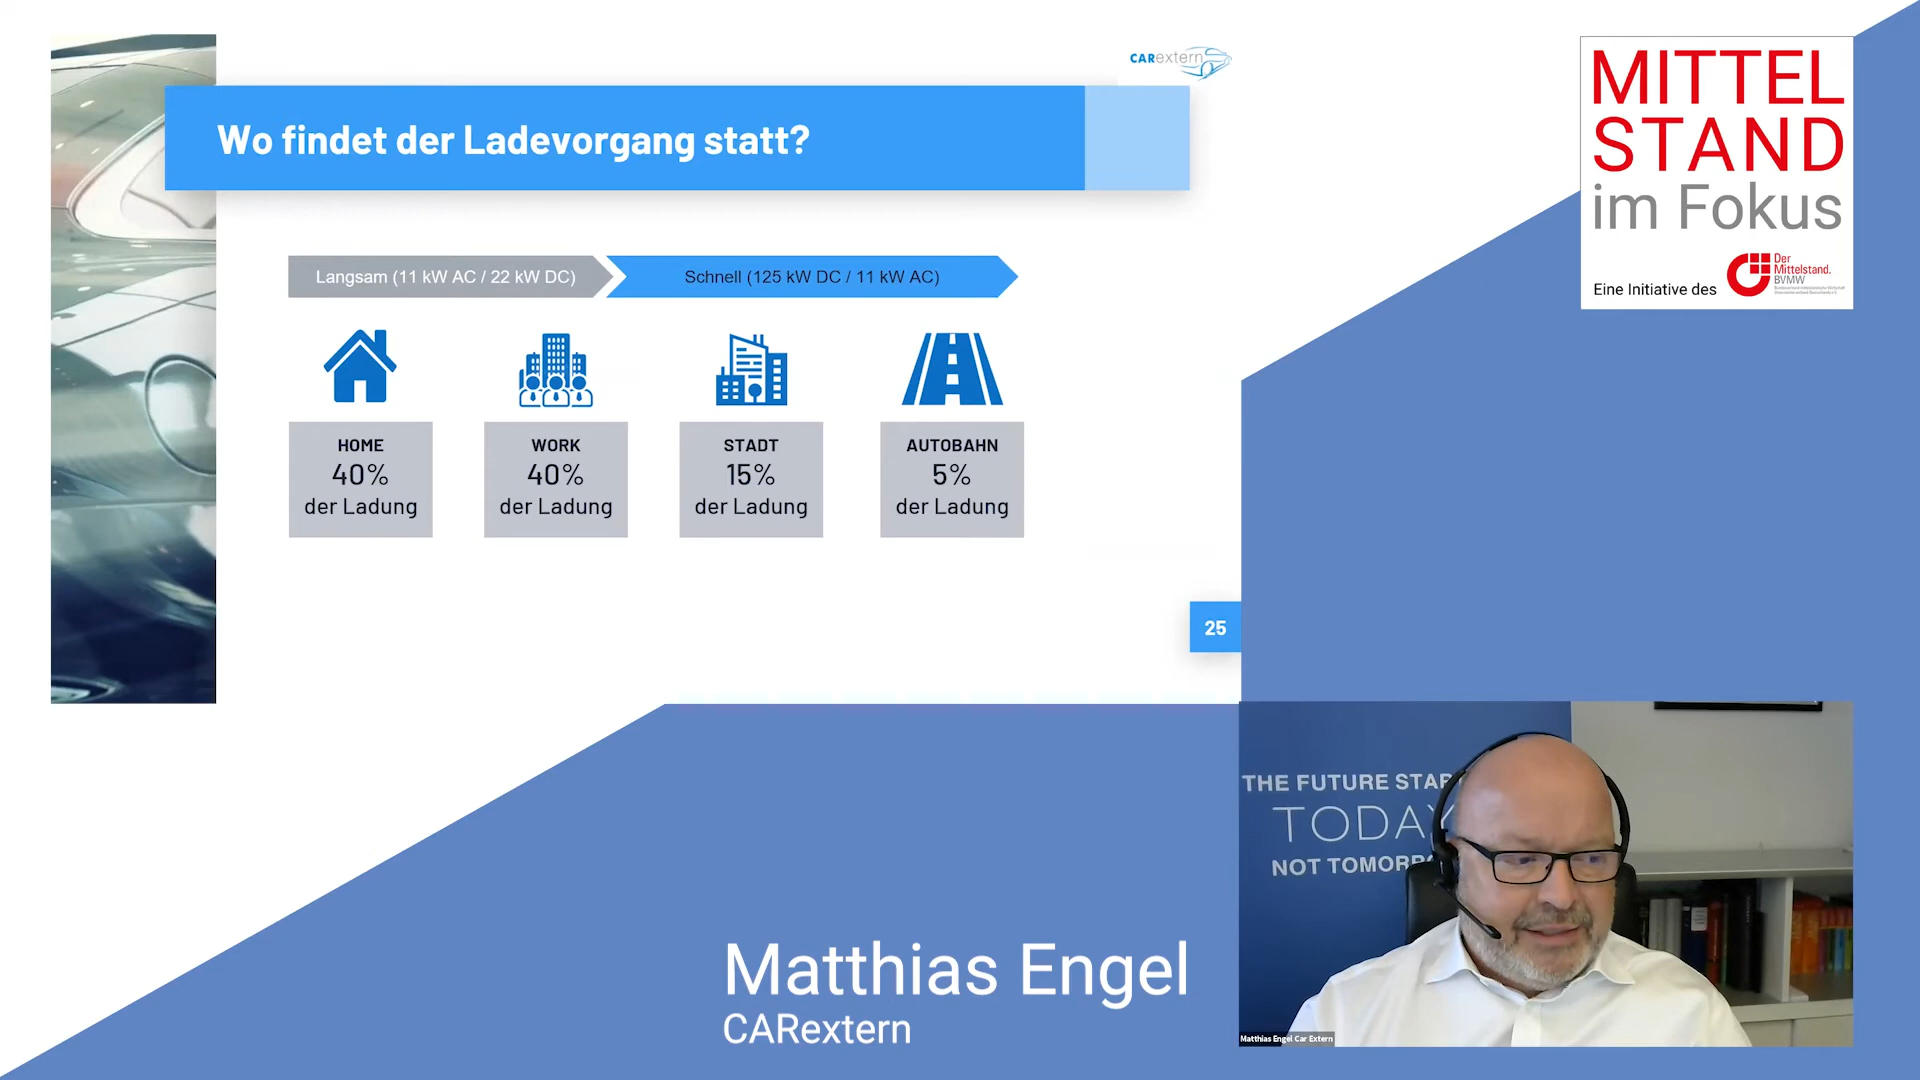 CARextern
Wo findet der Ladevorgang statt?
Langsam (11 kW AC / 22 kW DC)
Schnell (125 kW DC / 11 kW AC)
HOME
40%
der Ladung
WORK
40%
der Ladung
STADT
15%
der Ladung
AUTOBAHN
5%
der Ladung
25
MITTEL
STAND
im Fokus
Eine Initiative des
Der
Mittelstand.
BVMW
THE FUTURE STAR
TODAY
NOT TOMORRO
Matthias Engel Car Extern
Matthias Engel
CARextern